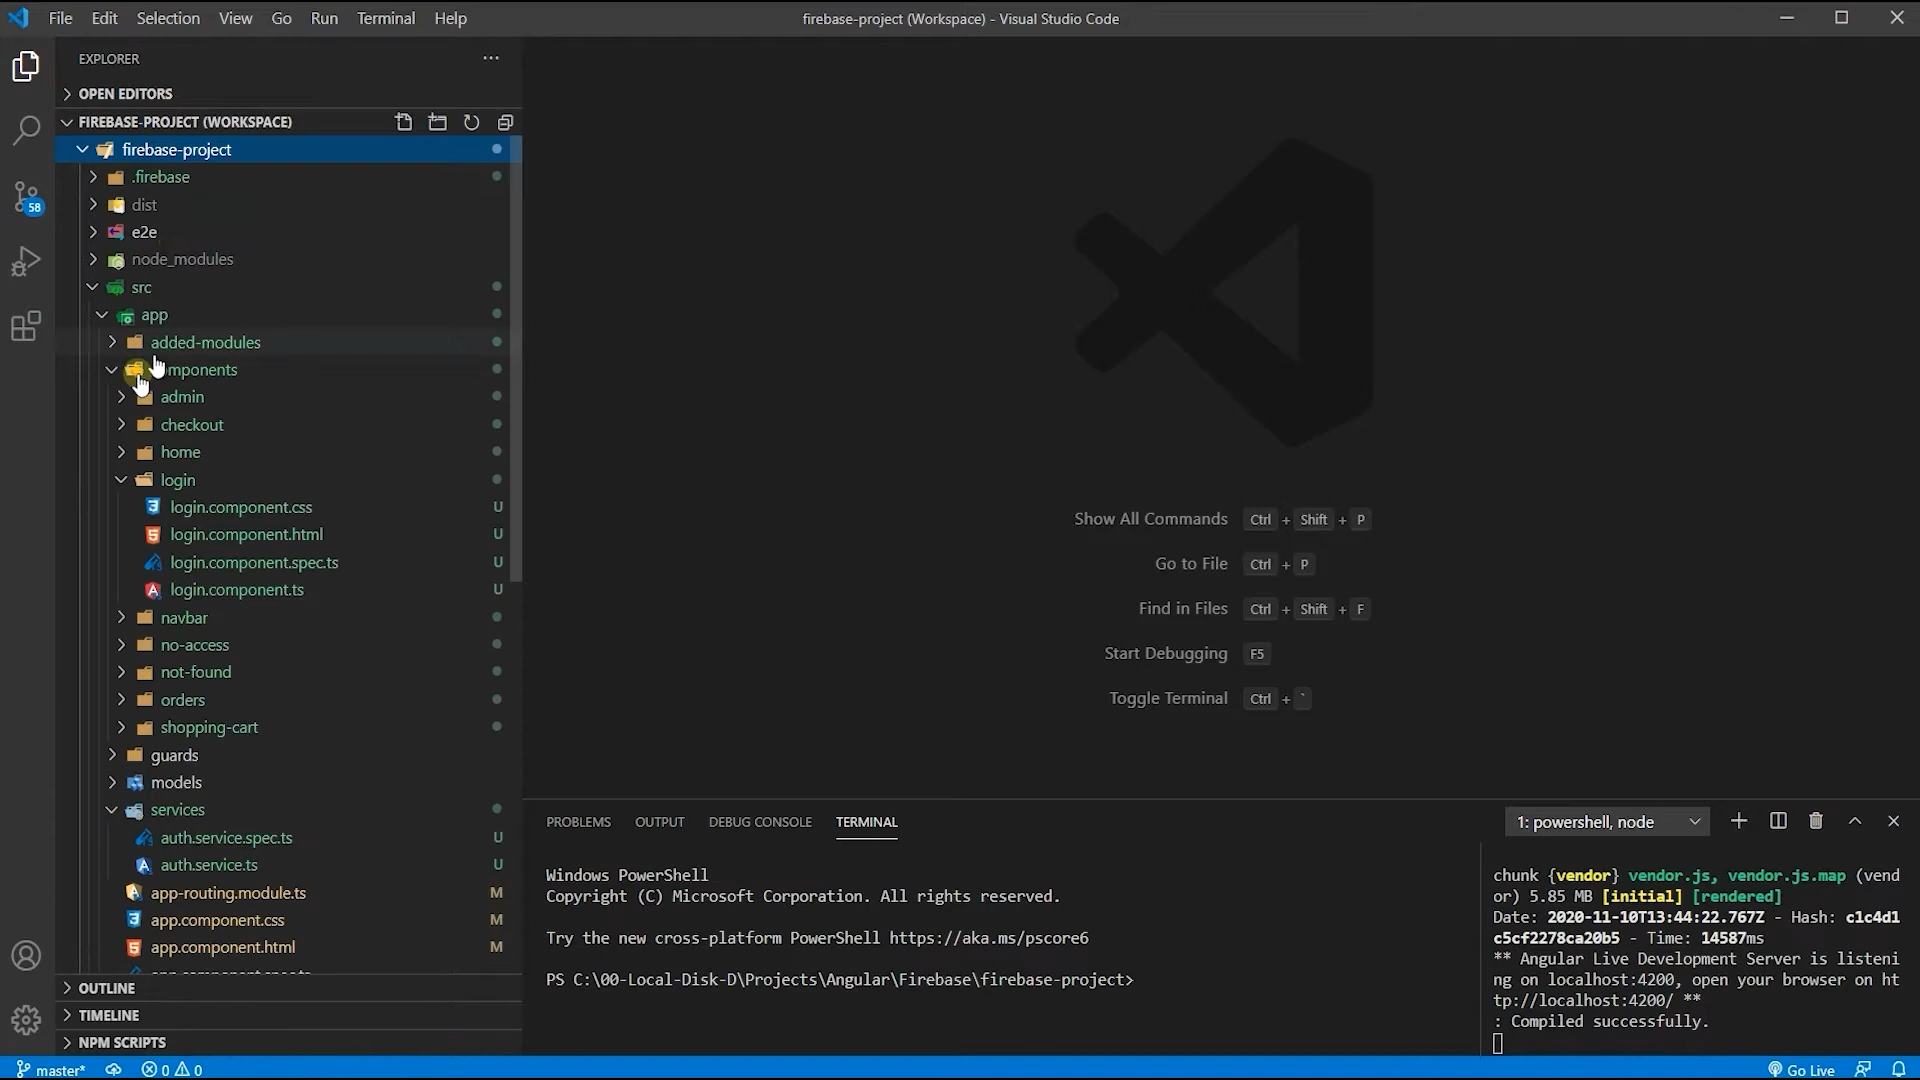 File Edit Selection View Go Run Terminal Help
firebase-project (Workspace) - Visual Studio Code
EXPLORER
OPEN EDITORS
FIREBASE-PROJECT (WORKSPACE)
firebase-project
.firebase
dist
e2e
node_modules
src
app
added-modules
mponents
admin
checkout
home
login
login.component.css U
login.component.html U
login.component.spec.ts U
login.component.ts U
navbar
no-access
not-found
orders
shopping-cart
guards
models
services
auth.service.spec.ts U
auth.service.ts U
app-routing.module.ts M
app.component.css M
app.component.html M
OUTLINE
TIMELINE
NPM SCRIPTS
58
Show All Commands Ctrl + Shift + P
Go to File Ctrl + P
Find in Files Ctrl + Shift + F
Start Debugging F5
Toggle Terminal Ctrl + `
PROBLEMS OUTPUT DEBUG CONSOLE TERMINAL
1: powershell, node
Windows PowerShell
Copyright (C) Microsoft Corporation. All rights reserved.
Try the new cross-platform PowerShell https://aka.ms/pscore6
PS C:\00-Local-Disk-D\Projects\Angular\Firebase\firebase-project>
chunk {vendor} vendor.js, vendor.js.map (vend
or) 5.85 MB [initial] [rendered]
Date: 2020-11-10T13:44:22.767Z - Hash: c1c4d1
c5cf2278ca20b5 - Time: 14587ms
** Angular Live Development Server is listeni
ng on localhost:4200, open your browser on ht
tp://localhost:4200/ **
: Compiled successfully.
master* 0 0
Go Live